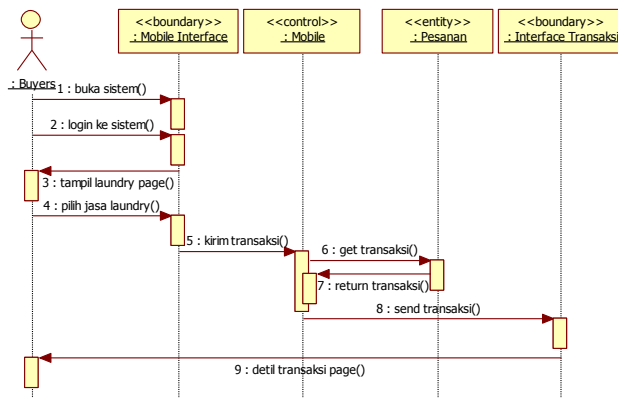 <<boundary>>
: Mobile Interface
<<control>>
: Mobile
<<entity>>
: Pesanan
<<boundary>>
: Interface Transaksi
: Buyers
1 : buka sistem()
2 : login ke sistem()
3 : tampil laundry page()
4 : pilih jasa laundry()
5 : kirim transaksi()
6 : get transaksi()
7 : return transaksi()
8 : send transaksi()
9 : detil transaksi page()